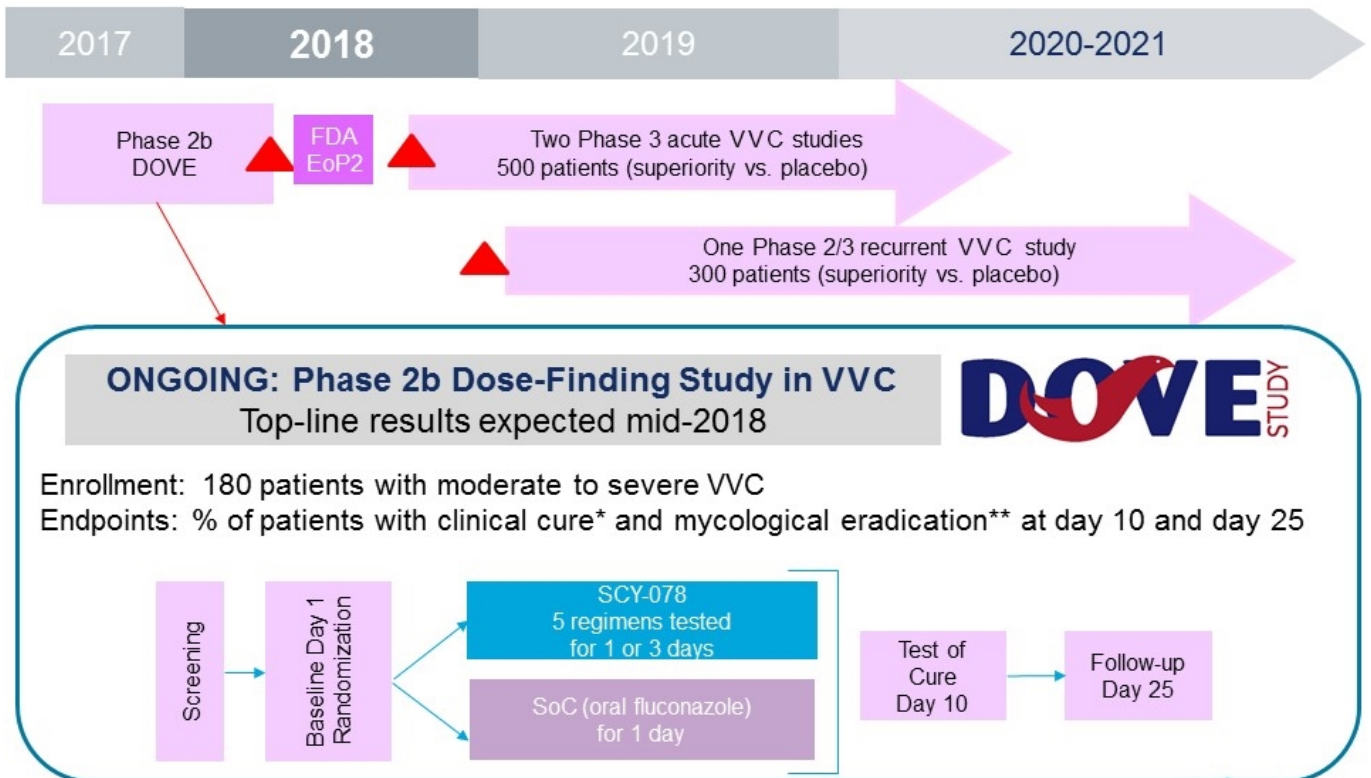 2017
2018
2019
2020-2021
Phase 2b
DOVE
FDA
EoP2
Two Phase 3 acute VVC studies
500 patients (superiority vs. placebo)
One Phase 2/3 recurrent VVC study
300 patients (superiority vs. placebo)
ONGOING: Phase 2b Dose-Finding Study in VVC
Top-line results expected mid-2018
DOVE
STUDY
Enrollment: 180 patients with moderate to severe VVC
Endpoints: % of patients with clinical cure* and mycological eradication** at day 10 and day 25
Screening
Baseline Day 1
Randomization
SCY-078
5 regimens tested
for 1 or 3 days
SoC (oral fluconazole)
for 1 day
Test of
Cure
Day 10
Follow-up
Day 25